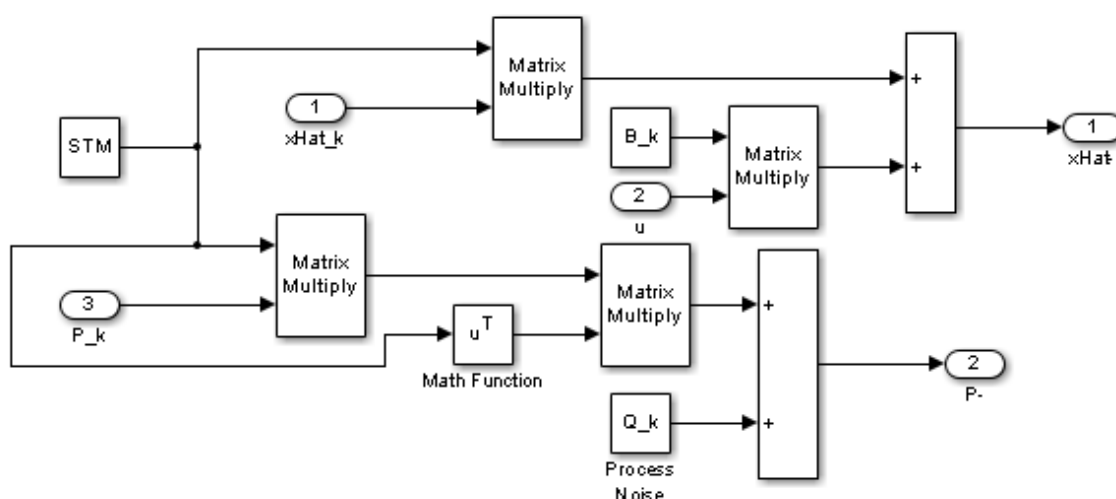 Matrix
Multiply
+
1
xHat_k
STM
B_k
Matrix
Multiply
+
1
xHat-
2
u
Matrix
Multiply
3
P_k
u^T
Math Function
Matrix
Multiply
+
2
P-
Q_k
+
Process
Noise